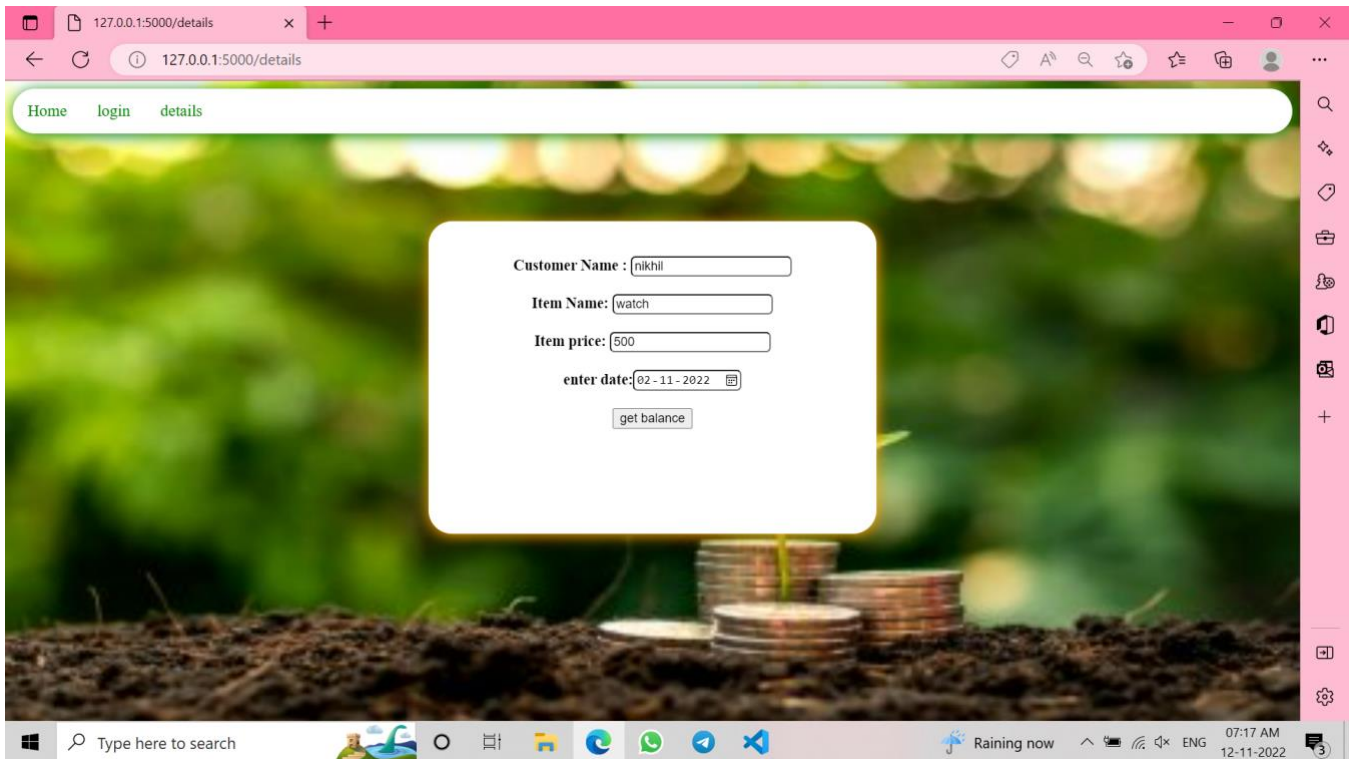 127.0.0.1:5000/details
127.0.0.1:5000/details
Home login details
Customer Name : nikhil
Item Name: watch
Item price: 500
enter date: 02-11-2022
get balance
Type here to search
Raining now
ENG
07:17 AM
12-11-2022
3